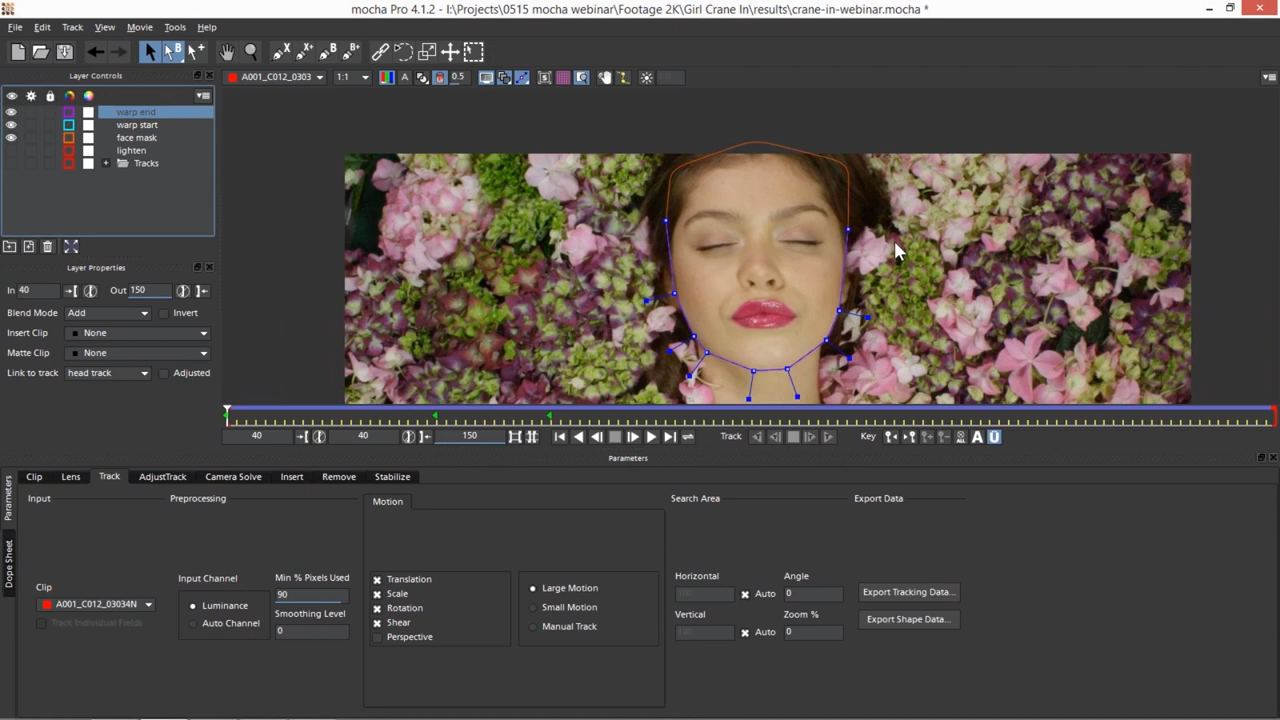 mocha Pro 4.1.2 - I:\Projects\0515 mocha webinar\Footage 2K\Girl Crane In\results\crane-in-webinar.mocha *
File Edit Track View Movie Tools Help
Layer Controls
A001_C012_0303 1:1 A 0.5
warp end
warp start
face mask
lighten
Tracks
Layer Properties
In 40 Out 150
Blend Mode Add Invert
Insert Clip None
Matte Clip None
Link to track head track Adjusted
40 40 150 Track Key ALL A U
Parameters
Clip Lens Track AdjustTrack Camera Solve Insert Remove Stabilize
Parameters
Dope Sheet
Input Preprocessing Motion Search Area Export Data
Clip
A001_C012_03034N
Track Individual Fields
Input Channel
Luminance
Auto Channel
Min % Pixels Used
90
Smoothing Level
0
Translation
Scale
Rotation
Shear
Perspective
Large Motion
Small Motion
Manual Track
Horizontal Angle
Auto 0
Vertical Zoom %
Auto 0
Export Tracking Data...
Export Shape Data...